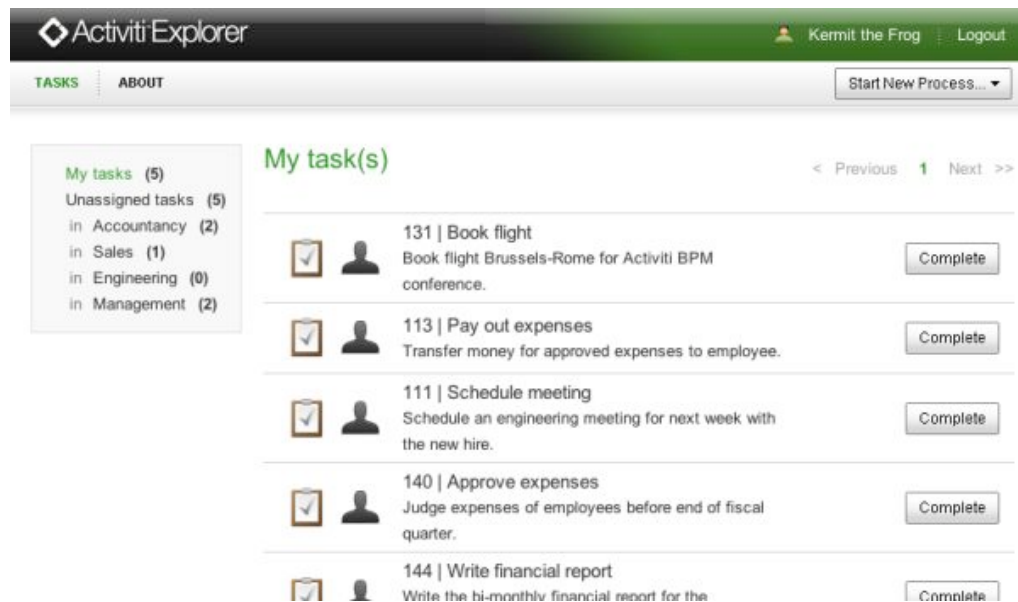 Activiti Explorer
Kermit the Frog
Logout
TASKS
ABOUT
Start New Process...
My tasks (5)
Unassigned tasks (5)
in Accountancy (2)
in Sales (1)
in Engineering (0)
in Management (2)
My task(s)
< Previous 1 Next >>
131 | Book flight
Book flight Brussels-Rome for Activiti BPM
conference.
Complete
113 | Pay out expenses
Transfer money for approved expenses to employee.
Complete
111 | Schedule meeting
Schedule an engineering meeting for next week with
the new hire.
Complete
140 | Approve expenses
Judge expenses of employees before end of fiscal
quarter.
Complete
144 | Write financial report
Write the bi-monthly financial report for the
Complete